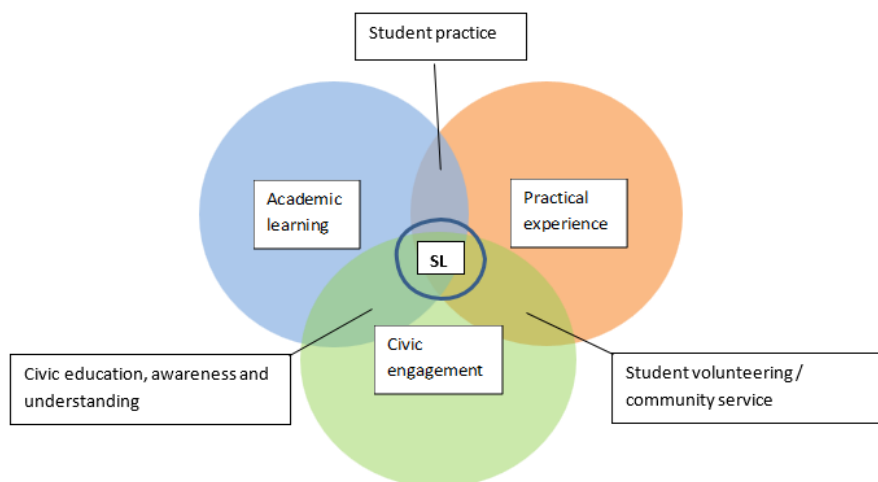 Student practice
Academic
learning
Practical
experience
SL
Civic
engagement
Civic education, awareness and
understanding
Student volunteering /
community service